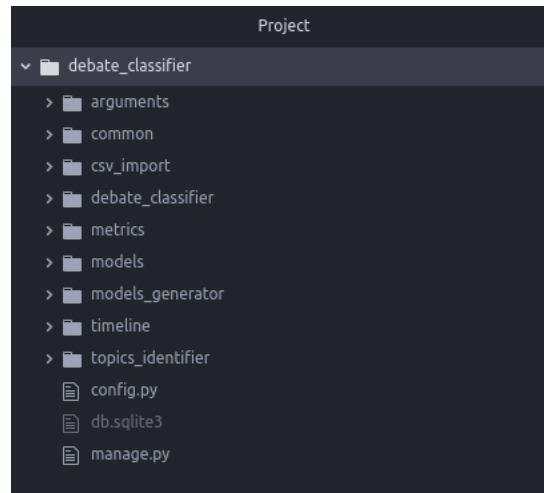 Project
debate_classifier
arguments
common
csv_import
debate_classifier
metrics
models
models_generator
timeline
topics_identifier
config.py
db.sqlite3
manage.py